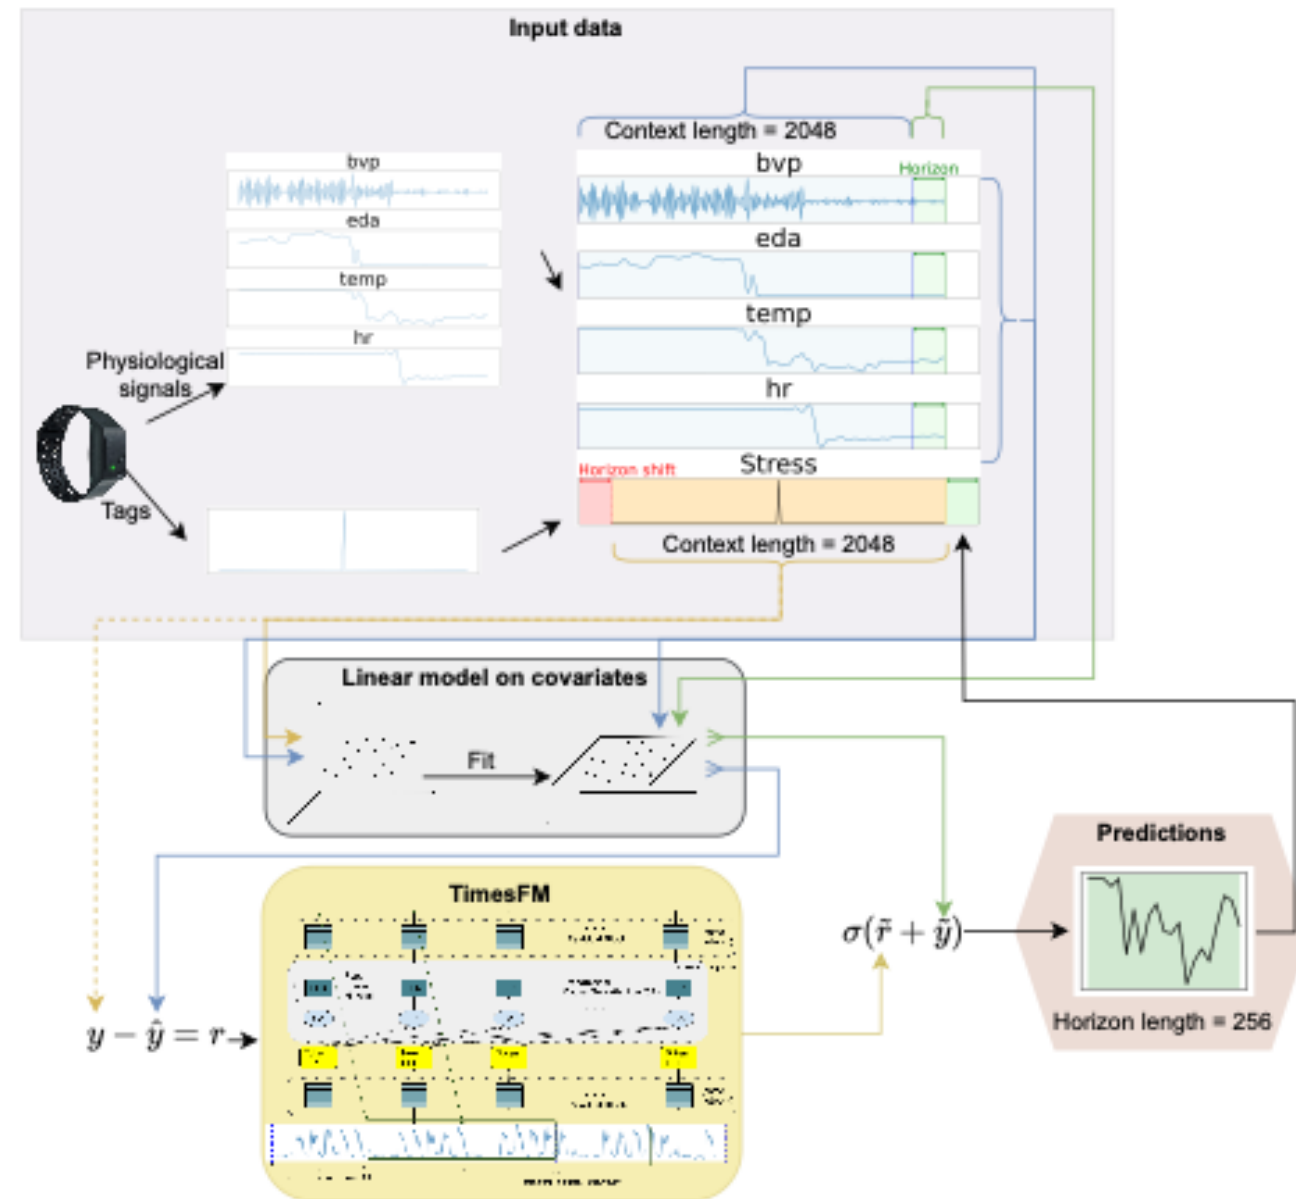 Input data
Context length = 2048
bvp
bvp
Horizon
eda
eda
temp
temp
hr
hr
Physiological
signals
Stress
Horizon shift
Tags
Context length = 2048
Linear model on covariates
Fit
Predictions
TimesFM
σ(r̃ + ỹ)
Horizon length = 256
y − ŷ = r